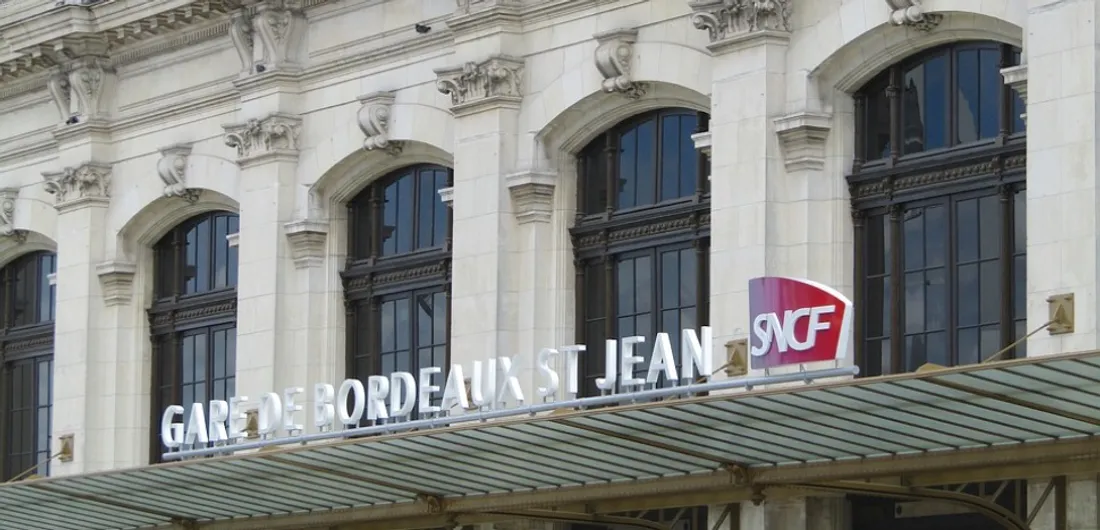 GARE DE BORDEAUX ST JEAN
SNCF